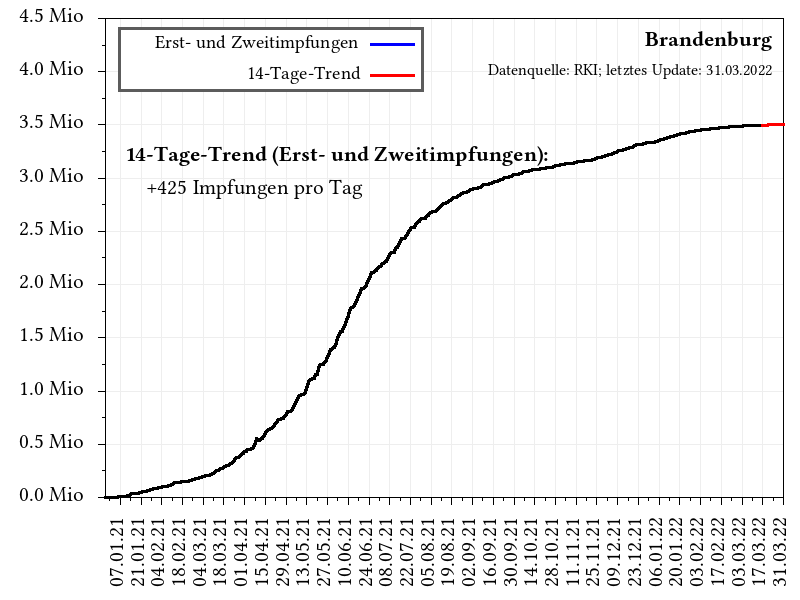 4.5 Mio
4.0 Mio
3.5 Mio
3.0 Mio
2.5 Mio
2.0 Mio
1.5 Mio
1.0 Mio
0.5 Mio
0.0 Mio
Erst- und Zweitimpfungen
14-Tage-Trend
Brandenburg
Datenquelle: RKI; letztes Update: 31.03.2022
14-Tage-Trend (Erst- und Zweitimpfungen):
+425 Impfungen pro Tag
07.01.21
21.01.21
04.02.21
18.02.21
04.03.21
18.03.21
01.04.21
15.04.21
29.04.21
13.05.21
27.05.21
10.06.21
24.06.21
08.07.21
22.07.21
05.08.21
19.08.21
02.09.21
16.09.21
30.09.21
14.10.21
28.10.21
11.11.21
25.11.21
09.12.21
23.12.21
06.01.22
20.01.22
03.02.22
17.02.22
03.03.22
17.03.22
31.03.22